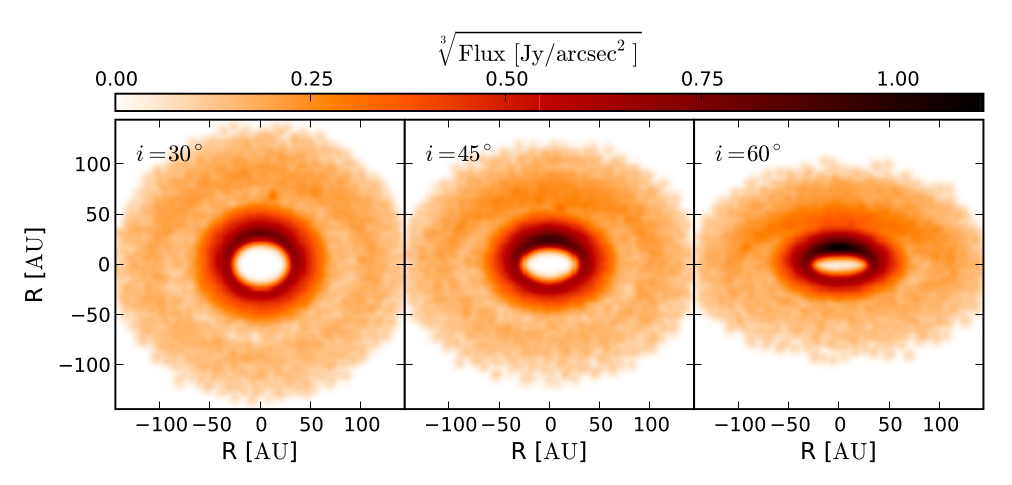 ∛Flux [Jy/arcsec²]
0.00 0.25 0.50 0.75 1.00
i=30° i=45° i=60°
100
50
0
−50
−100
R [AU]
−100 −50 0 50 100 −100 −50 0 50 100 −100 −50 0 50 100
R [AU] R [AU] R [AU]